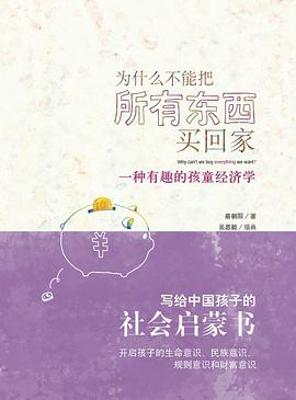 为什么不能把
所有东西
买回家
Why can't we buy everything we want?
一种有趣的孩童经济学
著
插画
¥
写给中国孩子的
社会启蒙书
开启孩子的生命意识、民族意识、
规则意识和财富意识